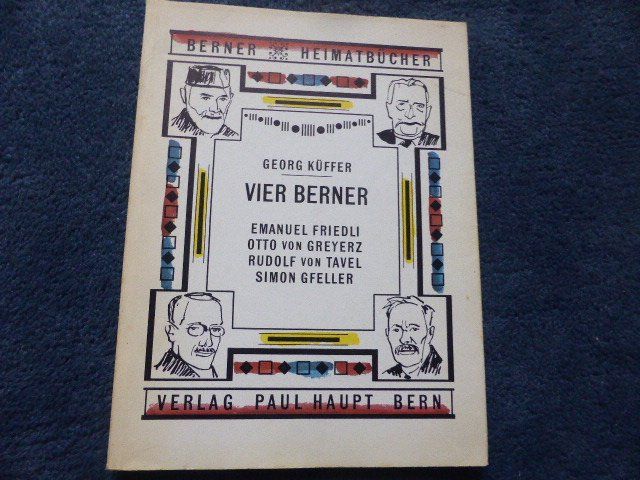 BERNER HEIMATBÜCHER
GEORG KÜFFER
VIER BERNER
EMANUEL FRIEDLI
OTTO VON GREYERZ
RUDOLF VON TAVEL
SIMON GFELLER
VERLAG PAUL HAUPT BERN